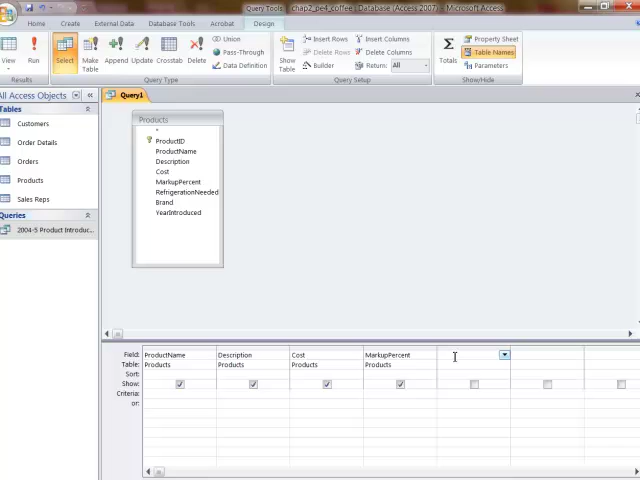 Query Tools
chap2_pe4_coffee : Database (Access 2007) - Microsoft Access
Home Create External Data Database Tools Acrobat Design
View Run Select Make Table Append Update Crosstab Delete
Union
Pass-Through
Data Definition
Show Table
Insert Rows
Delete Rows
Builder
Insert Columns
Delete Columns
Return: All
Totals
Property Sheet
Table Names
Parameters
Results Query Type Query Setup Show/Hide
All Access Objects «
Query1
Tables
Customers
Order Details
Orders
Products
Sales Reps
Queries
2004-5 Product Introduc...
Products
*
ProductID
ProductName
Description
Cost
MarkupPercent
RefrigerationNeeded
Brand
YearIntroduced
Field: ProductName Description Cost MarkupPercent
Table: Products Products Products Products
Sort:
Show:
Criteria:
or: